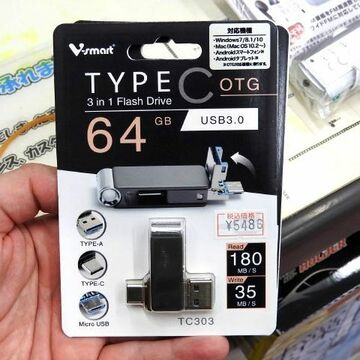 V-smart
対応機種
・Windows7/8.1/10
・Mac(Mac OS 10.2～)
・Androidスマートフォン※
・Androidタブレット※
TYPE C OTG
3 in 1 Flash Drive
64 GB
USB3.0
税込価格
¥5486
TYPE-A
TYPE-C
Micro USB
Read
180
MB/S
Write
35
MB/S
TC303